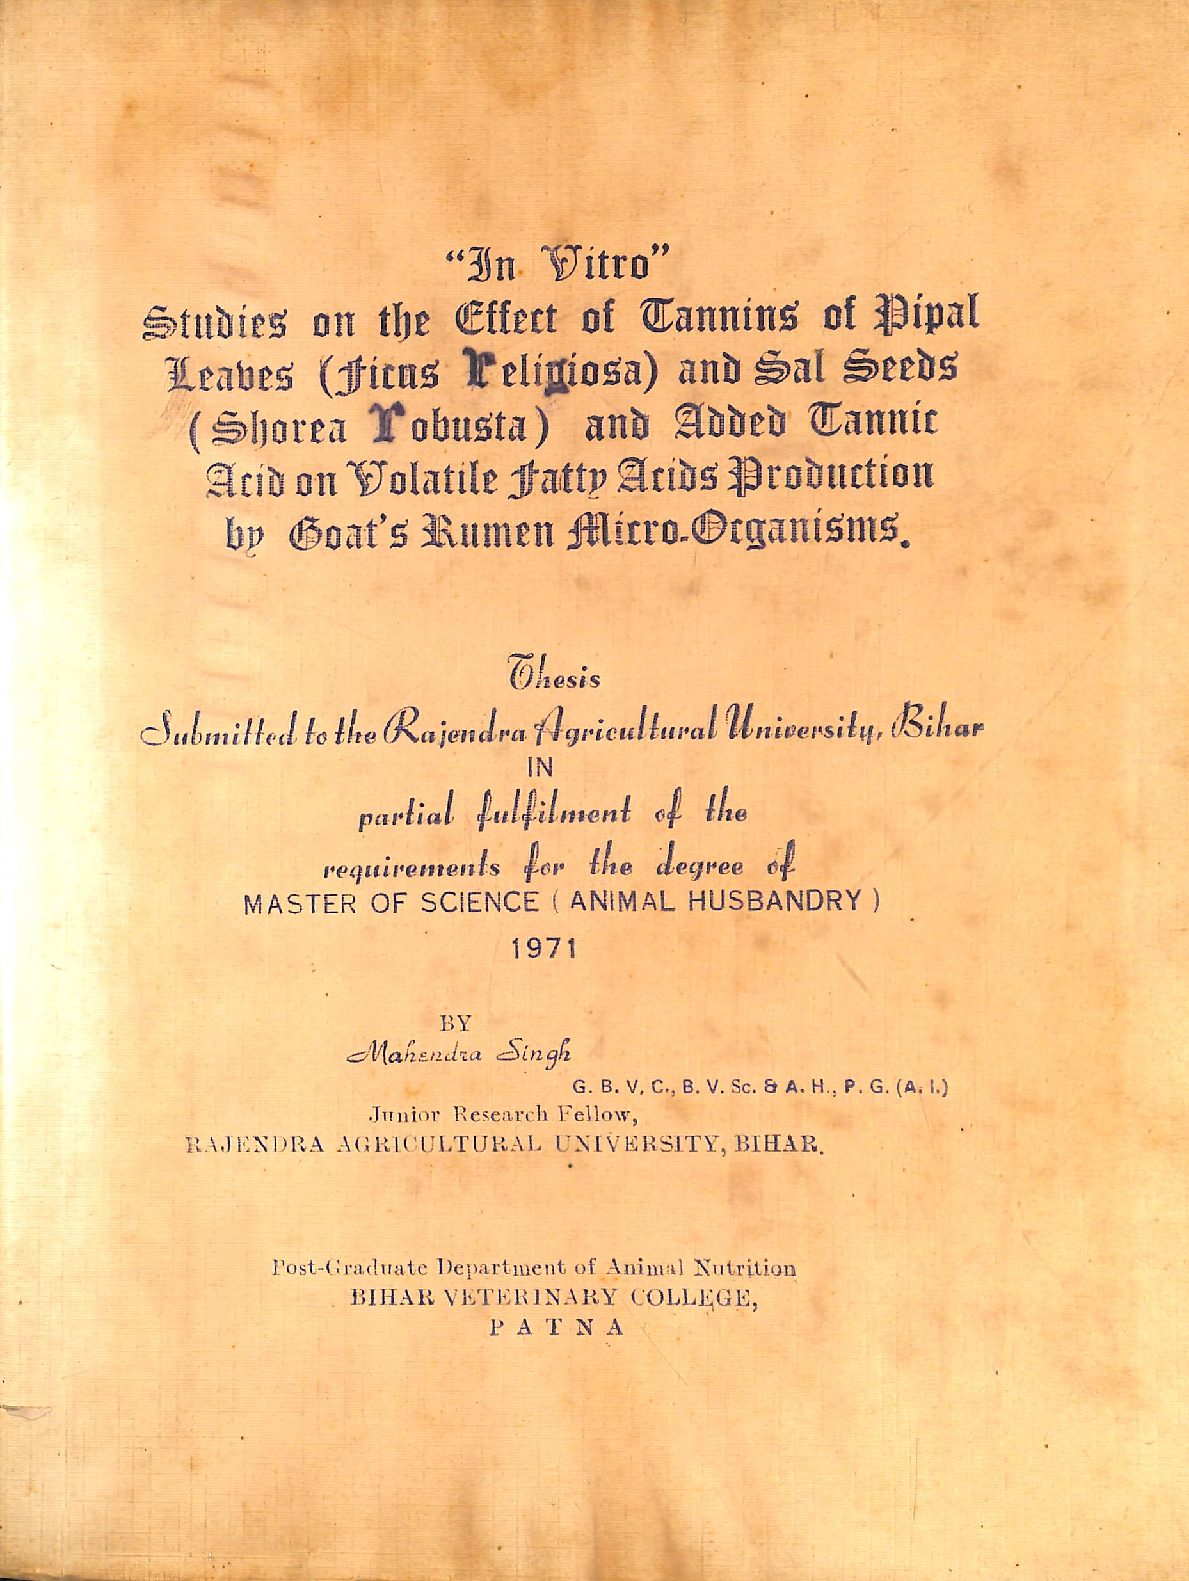 “In Vitro”
Studies on the Effect of Tannins of Pipal
Leaves (Ficus religiosa) and Sal Seeds
(Shorea robusta) and Added Tannic
Acid on Volatile Fatty Acids Production
by Goat's Rumen Micro-Organisms.
Thesis
Submitted to the Rajendra Agricultural University, Bihar
IN
partial fulfilment of the
requirements for the degree of
MASTER OF SCIENCE ( ANIMAL HUSBANDRY )
1971
BY
Mahendra Singh
G. B. V. C., B. V. Sc. & A. H., P. G. (A. I.)
Junior Research Fellow,
RAJENDRA AGRICULTURAL UNIVERSITY, BIHAR.
Post-Graduate Department of Animal Nutrition
BIHAR VETERINARY COLLEGE,
P A T N A